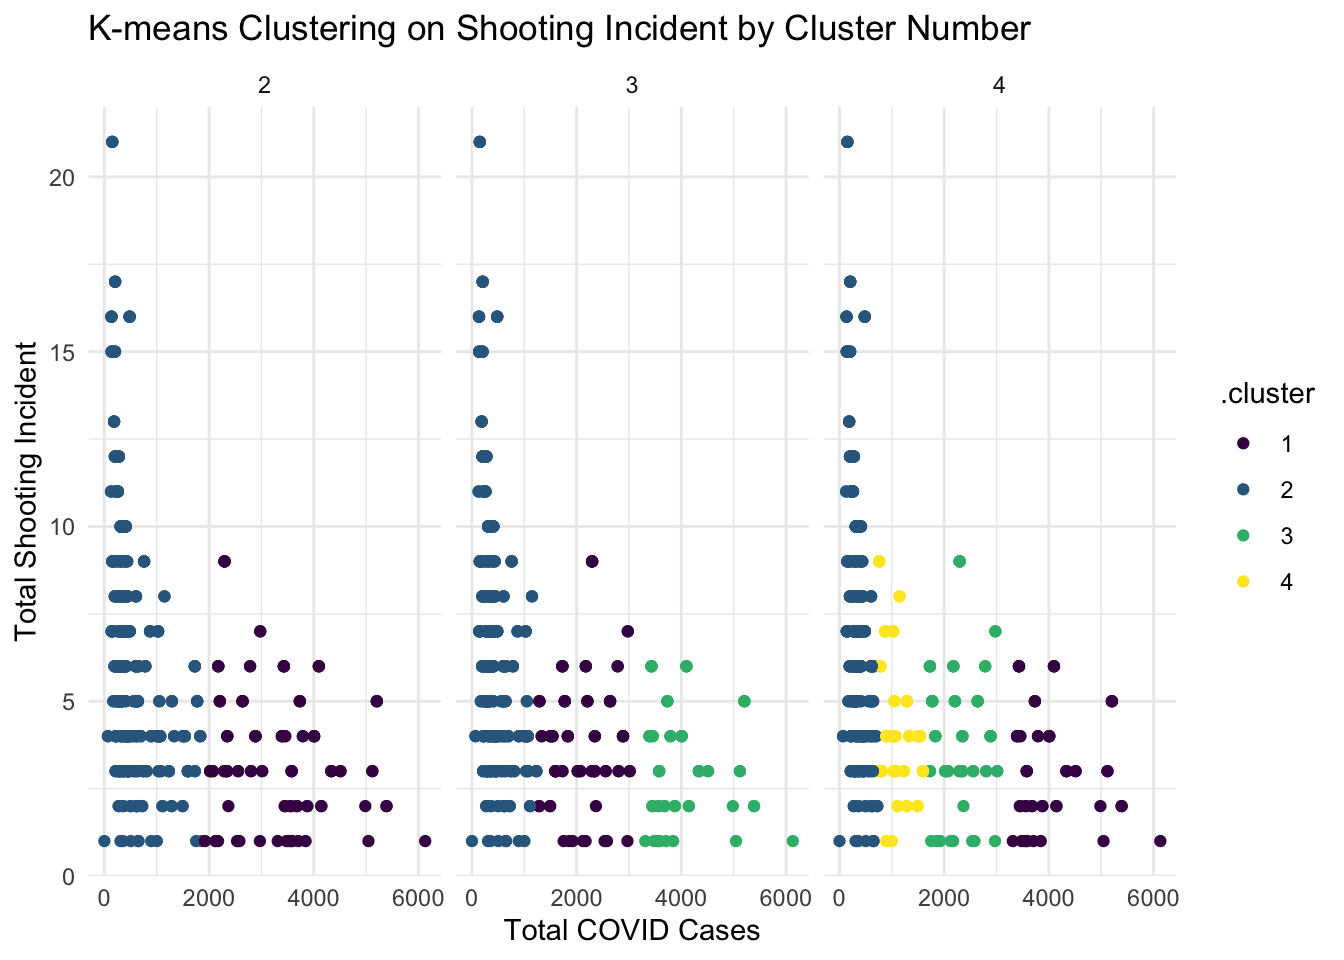 K-means Clustering on Shooting Incident by Cluster Number
2 3 4
Total Shooting Incident
20
15
10
5
0
0 2000 4000 6000 0 2000 4000 6000 0 2000 4000 6000
Total COVID Cases
.cluster
1
2
3
4